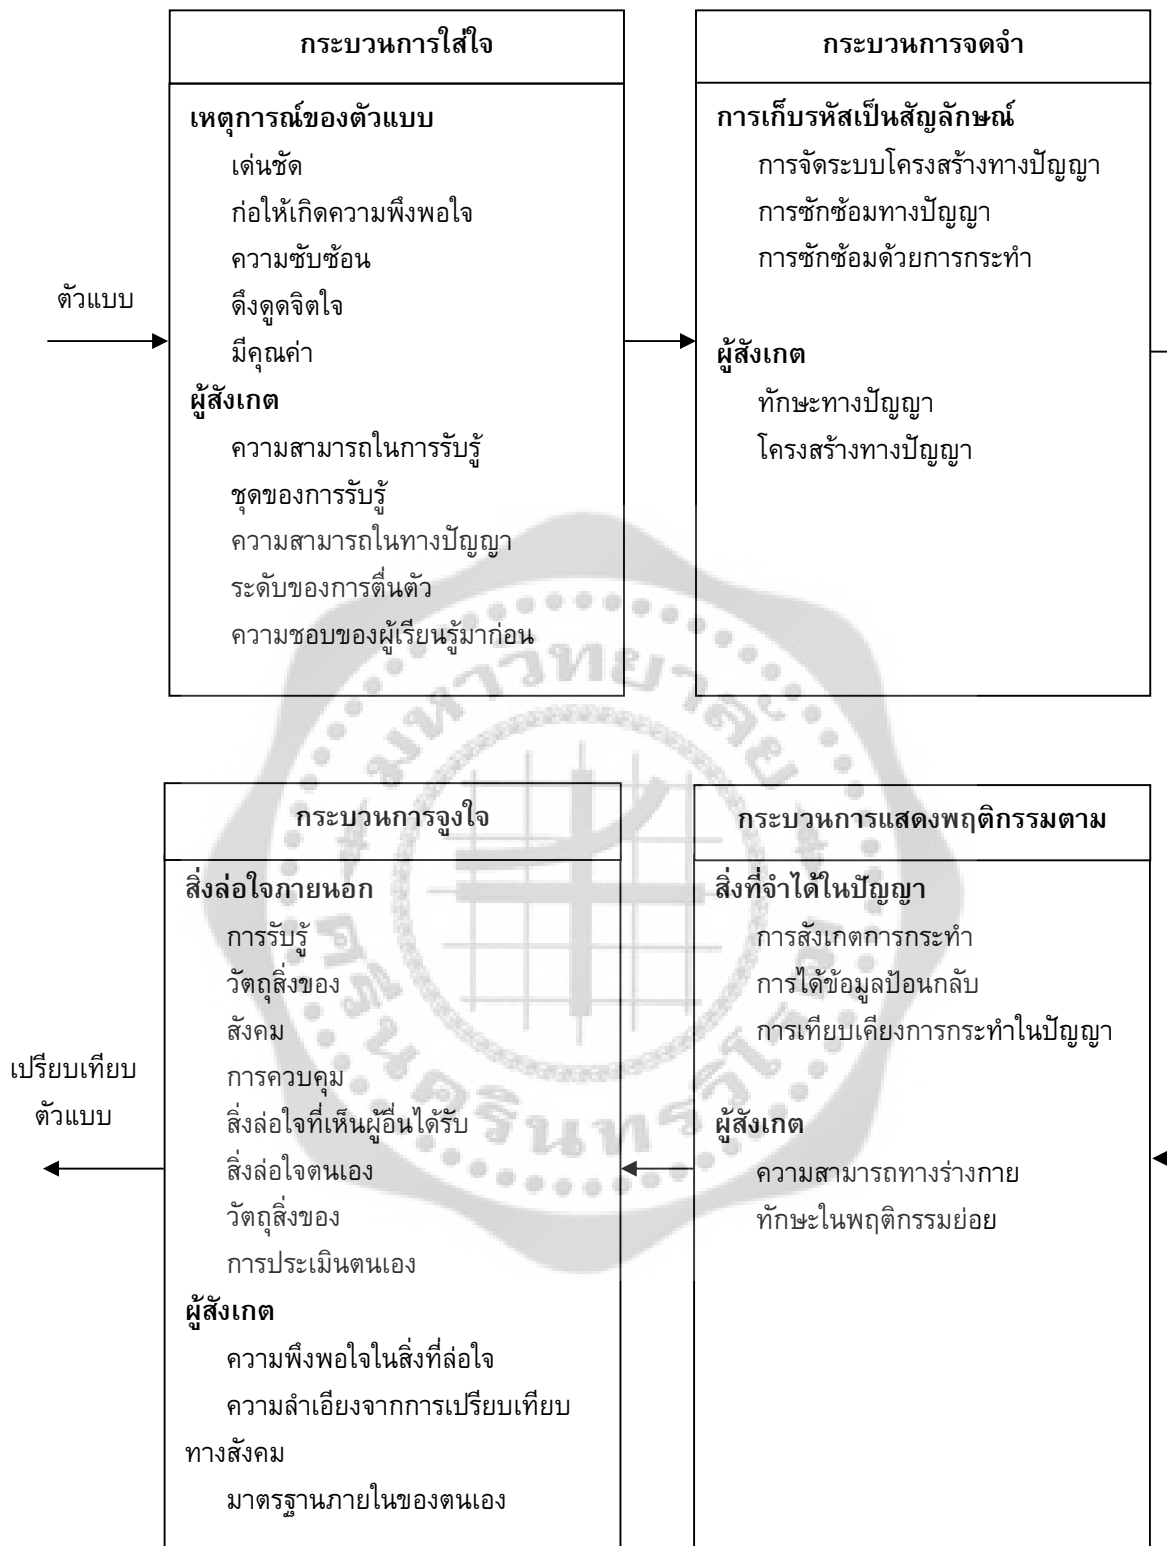 กระบวนการใส่ใจ
เหตุการณ์ของตัวแบบ
เด่นชัด
ก่อให้เกิดความพึงพอใจ
ความซับซ้อน
ดึงดูดจิตใจ
มีคุณค่า
ผู้สังเกต
ความสามารถในการรับรู้
ชุดของการรับรู้
ความสามารถในทางปัญญา
ระดับของการตื่นตัว
ความชอบของผู้เรียนรู้มาก่อน
ตัวแบบ
กระบวนการจดจำ
การเก็บรหัสเป็นสัญลักษณ์
การจัดระบบโครงสร้างทางปัญญา
การซักซ้อมทางปัญญา
การซักซ้อมด้วยการกระทำ
ผู้สังเกต
ทักษะทางปัญญา
โครงสร้างทางปัญญา
กระบวนการจูงใจ
สิ่งล่อใจภายนอก
การรับรู้
วัตถุสิ่งของ
สังคม
การควบคุม
สิ่งล่อใจที่เห็นผู้อื่นได้รับ
สิ่งล่อใจตนเอง
วัตถุสิ่งของ
การประเมินตนเอง
ผู้สังเกต
ความพึงพอใจในสิ่งที่ล่อใจ
ความลำเอียงจากการเปรียบเทียบ
ทางสังคม
มาตรฐานภายในของตนเอง
เปรียบเทียบ
ตัวแบบ
กระบวนการแสดงพฤติกรรมตาม
สิ่งที่จำได้ในปัญญา
การสังเกตการกระทำ
การได้ข้อมูลป้อนกลับ
การเทียบเคียงการกระทำในปัญญา
ผู้สังเกต
ความสามารถทางร่างกาย
ทักษะในพฤติกรรมย่อย
มหาวิทยาลัย
ศรีนครินทรวิโรฒ